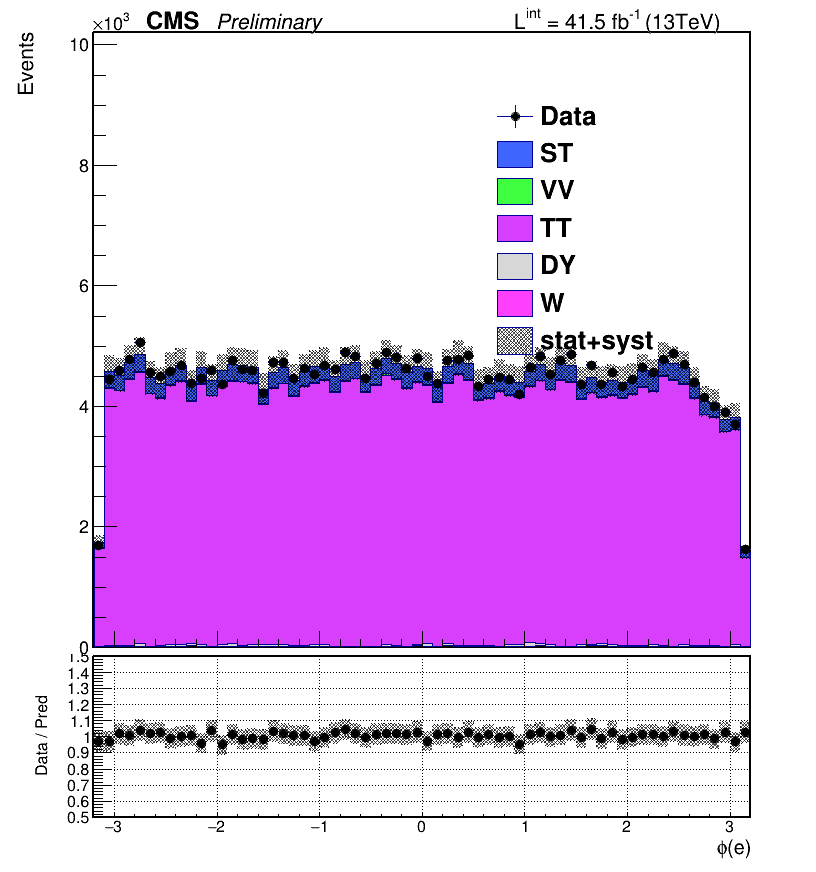 ×10³ CMS Preliminary L^int = 41.5 fb⁻¹ (13TeV)
Events
10
8
6
4
2
0
Data
ST
VV
TT
DY
W
stat+syst
Data / Pred
1.5
1.4
1.3
1.2
1.1
1
0.9
0.8
0.7
0.6
0.5
−3 −2 −1 0 1 2 3
ϕ(e)